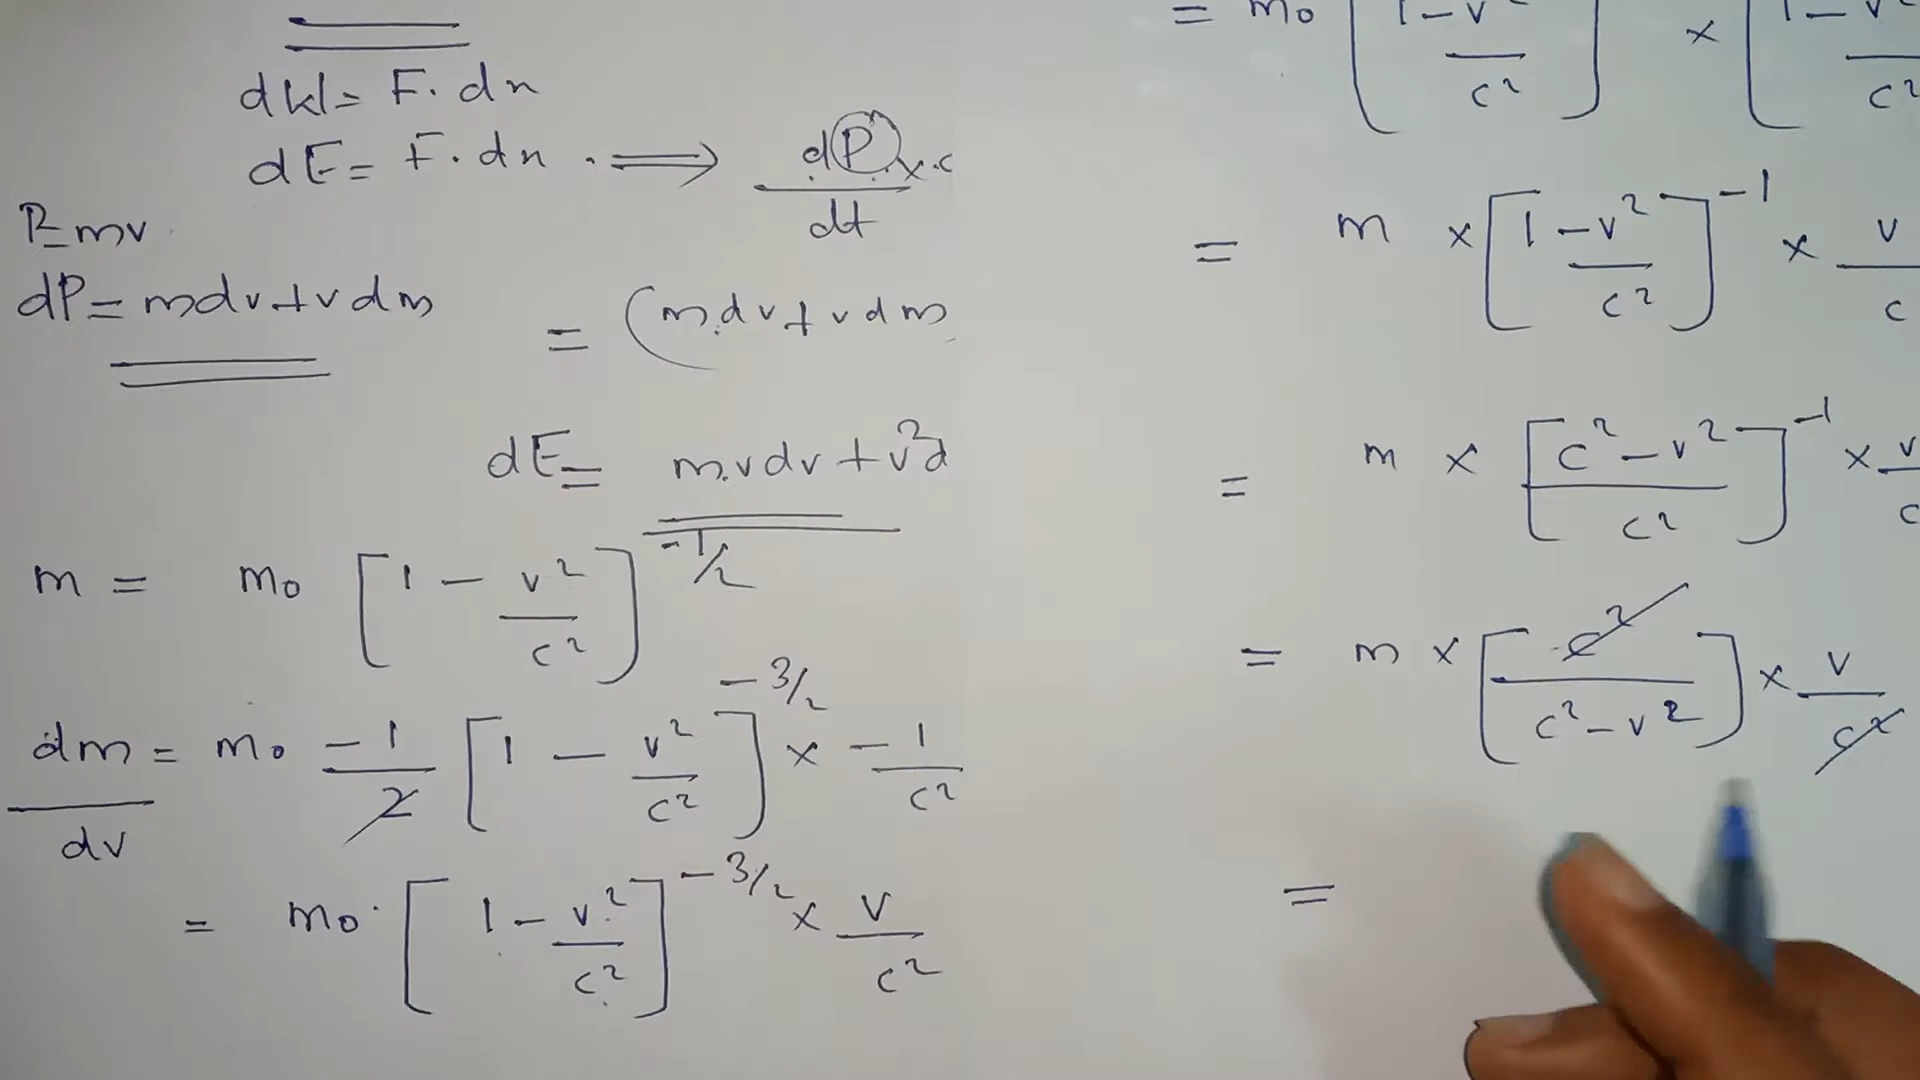 dk = F. dx
dE = F. dx . ⟹ dP/dt x.
P = mv
dP = mdv + vdm
= (m.dv + vdm
dE = m.vdv + v²
m = m₀ [1 - v²/c²]^-1/2
dm/dv = m₀ -1/2 [1 - v²/c²]^-3/2 x -1/c²
= m₀ . [1 - v²/c²]^-3/2 x v/c²
= m₀ [1 - v²/c²] x [1 - v²/c²
= m x [1 - v²/c²]^-1 x v/c
= m x [c² - v²/c²]^-1 x v/c
= m x [c²/c² - v²] x v/c²
=